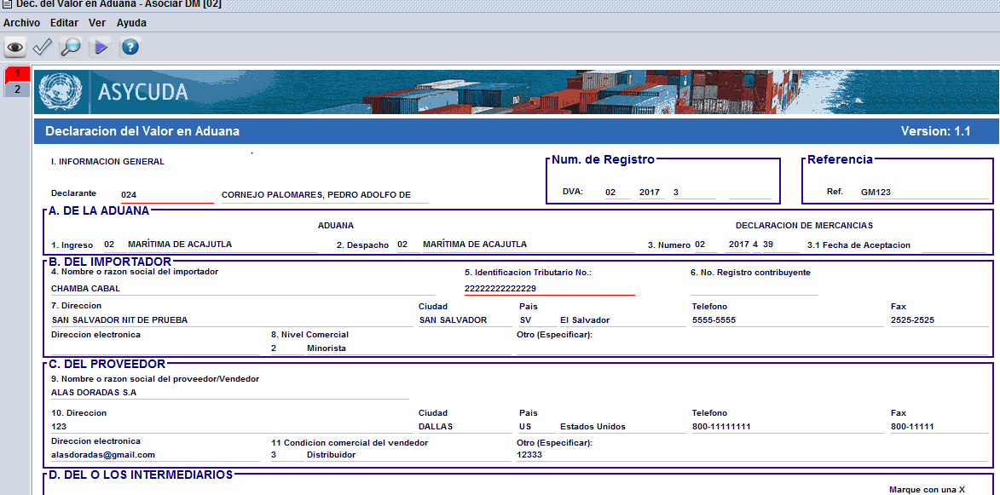 Dec. del Valor en Aduana - Asociar DM [02]
Archivo Editar Ver Ayuda
1
2
ASYCUDA
Declaracion del Valor en Aduana Version: 1.1
I. INFORMACION GENERAL
Num. de Registro Referencia
Declarante 024 CORNEJO PALOMARES, PEDRO ADOLFO DE DVA: 02 2017 3 Ref. GM123
A. DE LA ADUANA
ADUANA DECLARACION DE MERCANCIAS
1. Ingreso 02 MARÍTIMA DE ACAJUTLA 2. Despacho 02 MARÍTIMA DE ACAJUTLA 3. Numero 02 2017 4 39 3.1 Fecha de Aceptacion
B. DEL IMPORTADOR
4. Nombre o razon social del importador 5. Identificacion Tributario No.: 6. No. Registro contribuyente
CHAMBA CABAL 22222222222229
7. Direccion Ciudad Pais Telefono Fax
SAN SALVADOR NIT DE PRUEBA SAN SALVADOR SV El Salvador 5555-5555 2525-2525
Direccion electronica 8. Nivel Comercial Otro (Especificar):
2 Minorista
C. DEL PROVEEDOR
9. Nombre o razon social del proveedor/Vendedor
ALAS DORADAS S.A
10. Direccion Ciudad Pais Telefono Fax
123 DALLAS US Estados Unidos 800-11111111 800-11111
Direccion electronica 11 Condicion comercial del vendedor Otro (Especificar):
alasdoradas@gmail.com 3 Distribuidor 12333
D. DEL O LOS INTERMEDIARIOS
Marque con una X